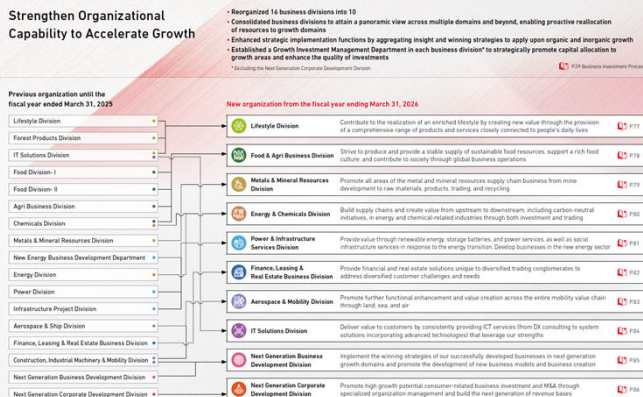 Strengthen Organizational
Capability to Accelerate Growth
• Reorganized 16 business divisions into 10
• Consolidated business divisions to attain a panoramic view across multiple domains and beyond, enabling proactive reallocation
of resources to growth domains
• Enhanced strategic implementation functions by aggregating insight and winning strategies to apply upon organic and inorganic growth
• Established a Growth Investment Management Department in each business division* to strategically promote capital allocation to
growth areas and enhance the quality of investments
* Excluding the Next Generation Corporate Development Division
P.29 Business Investment Process
Previous organization until the
fiscal year ended March 31, 2025
New organization from the fiscal year ending March 31, 2026
Lifestyle Division
Forest Products Division
IT Solutions Division
Food Division- I
Food Division- II
Agri Business Division
Chemicals Division
Metals & Mineral Resources Division
New Energy Business Development Department
Energy Division
Power Division
Infrastructure Project Division
Aerospace & Ship Division
Finance, Leasing & Real Estate Business Division
Construction, Industrial Machinery & Mobility Division
Next Generation Business Development Division
Next Generation Corporate Development Division
Lifestyle Division
Contribute to the realization of an enriched lifestyle by creating new value through the provision
of a comprehensive range of products and services closely connected to people's daily lives
P.77
Food & Agri Business Division
Strive to produce and provide a stable supply of sustainable food resources, support a rich food
culture, and contribute to society through global business operations
P.78
Metals & Mineral Resources
Division
Promote all areas of the metal and mineral resources supply chain business from mine
development to raw materials, products, trading, and recycling
P.79
Energy & Chemicals Division
Build supply chains and create value from upstream to downstream, including carbon-neutral
initiatives, in energy and chemical-related industries through both investment and trading
P.80
Power & Infrastructure
Services Division
Provide value through renewable energy, storage batteries, and power services, as well as social
infrastructure services in response to the energy transition. Develop businesses in the new energy sector
P.81
Finance, Leasing &
Real Estate Business Division
Provide financial and real estate solutions unique to diversified trading conglomerates to
address diversified customer challenges and needs
P.82
Aerospace & Mobility Division
Promote further functional enhancement and value creation across the entire mobility value chain
through land, sea, and air
P.83
IT Solutions Division
Deliver value to customers by consistently providing ICT services (from DX consulting to system
solutions incorporating advanced technologies) that leverage our strengths
P.84
Next Generation Business
Development Division
Implement the winning strategies of our successfully developed businesses in next generation
growth domains and promote the development of new business models and business creation
P.85
Next Generation Corporate
Development Division
Promote high growth potential consumer-related business investment and M&A through
specialized organization management and build the next generation of revenue bases
P.86